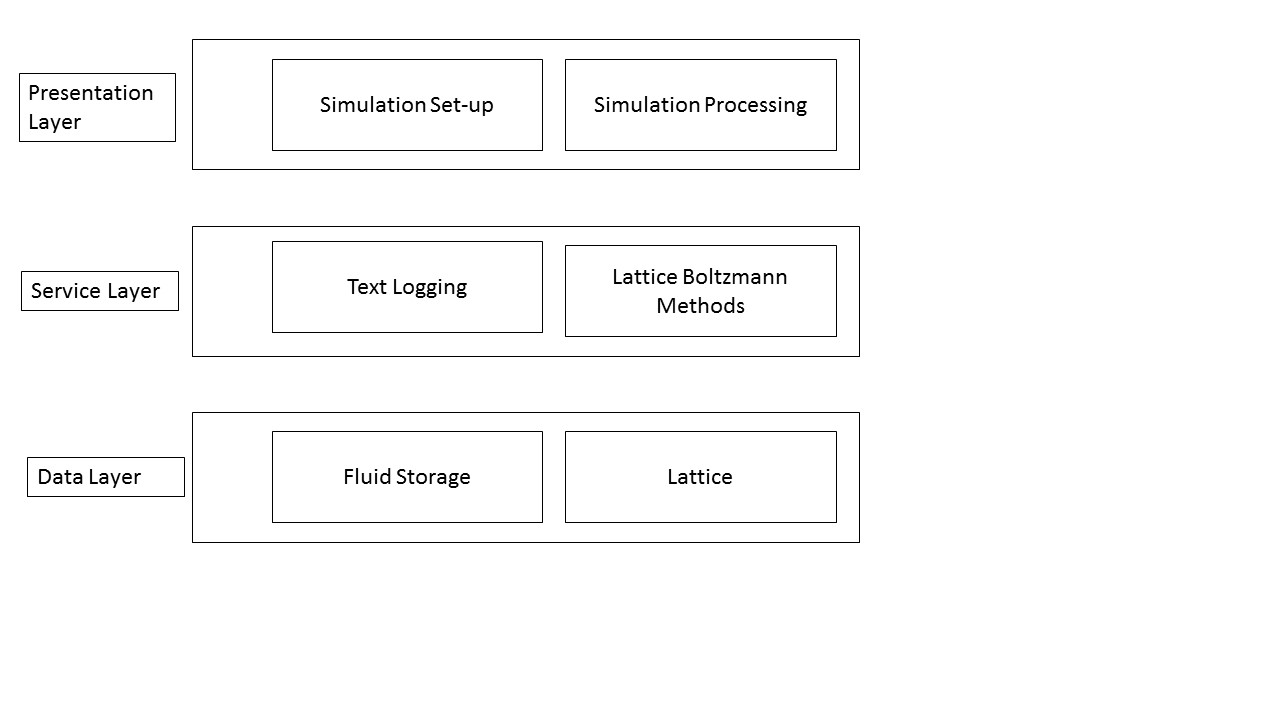 Presentation
Layer
Simulation Set-up
Simulation Processing
Service Layer
Text Logging
Lattice Boltzmann
Methods
Data Layer
Fluid Storage
Lattice